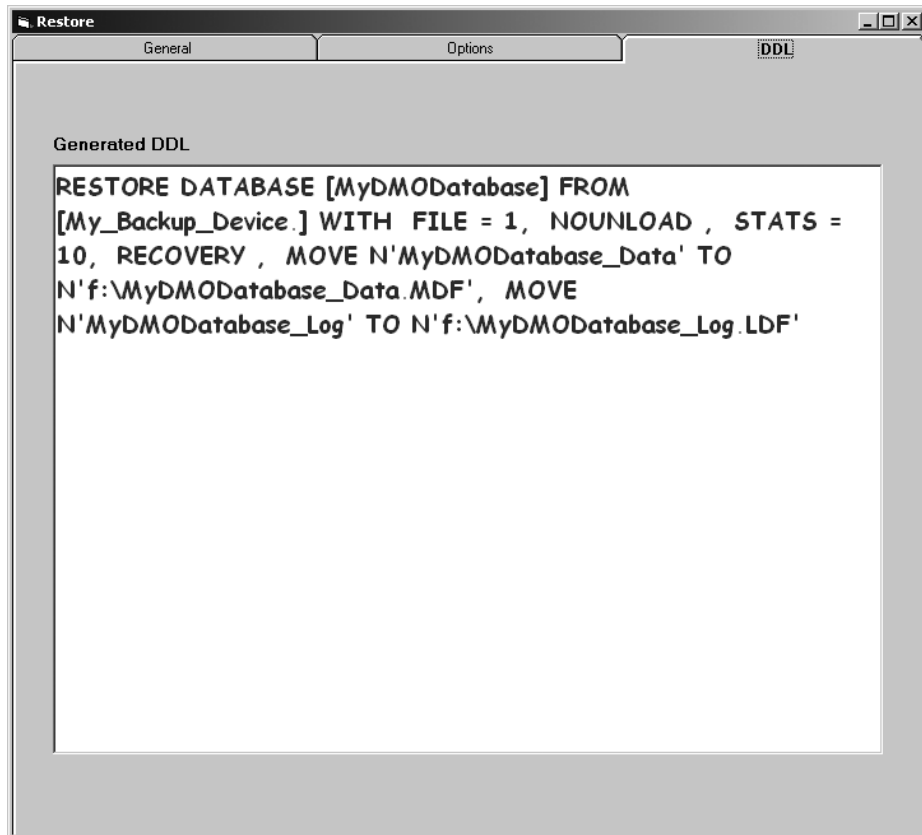 Restore
General Options DDL
Generated DDL
RESTORE DATABASE [MyDMODatabase] FROM
[My_Backup_Device.] WITH  FILE = 1,  NOUNLOAD ,  STATS =
10,  RECOVERY ,  MOVE N'MyDMODatabase_Data' TO
N'f:\MyDMODatabase_Data.MDF',  MOVE
N'MyDMODatabase_Log' TO N'f:\MyDMODatabase_Log.LDF'